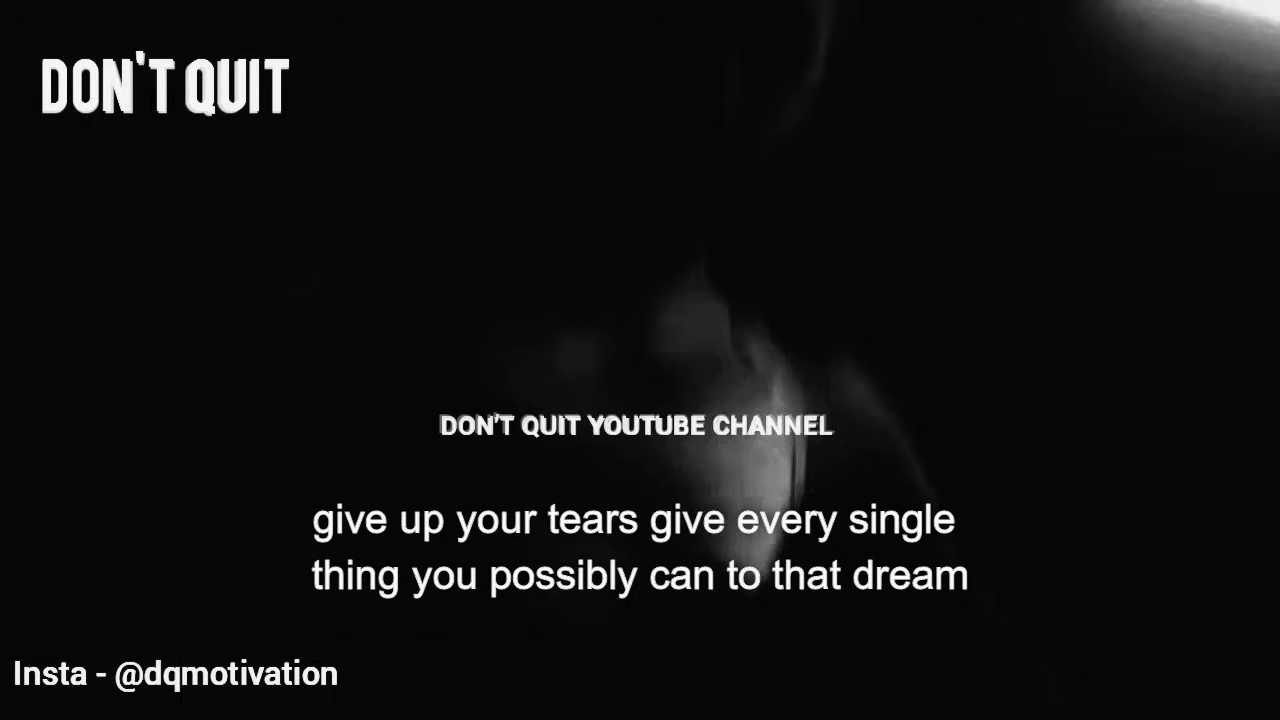 DON'T QUIT
DON'T QUIT YOUTUBE CHANNEL
give up your tears give every single
thing you possibly can to that dream
Insta - @dqmotivation